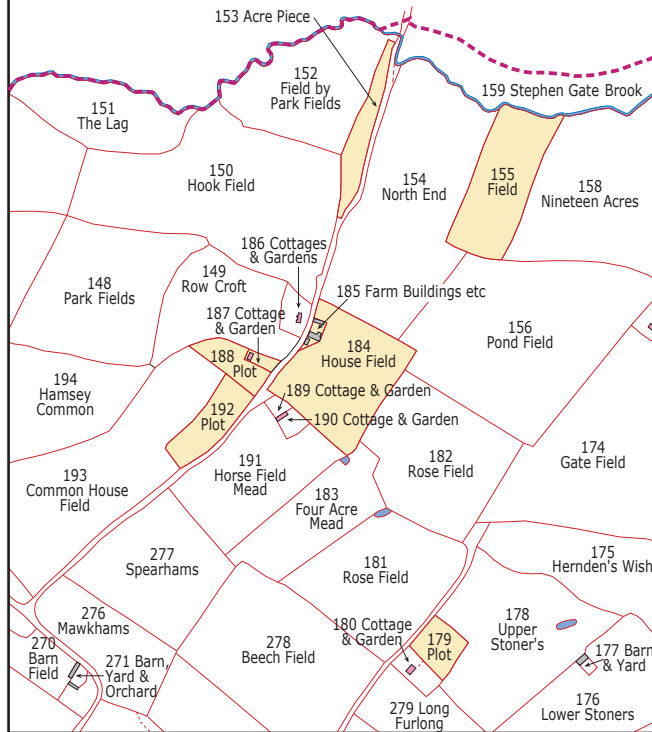 153 Acre Piece
152
Field by
Park Fields
159 Stephen Gate Brook
151
The Lag
150
Hook Field
154
North End
155
Field
158
Nineteen Acres
186 Cottages
& Gardens
149
Row Croft
148
Park Fields
185 Farm Buildings etc
187 Cottage
& Garden
156
Pond Field
184
House Field
188
Plot
194
Hamsey
Common
189 Cottage & Garden
192
Plot
190 Cottage & Garden
182
Rose Field
174
Gate Field
191
Horse Field
Mead
193
Common House
Field
183
Four Acre
Mead
277
Spearhams
181
Rose Field
175
Hernden's Wish
276
Mawkhams
178
Upper
Stoner's
180 Cottage
& Garden
179
Plot
270
Barn
Field
278
Beech Field
177 Barn
& Yard
271 Barn,
Yard &
Orchard
176
Lower Stoners
279 Long
Furlong